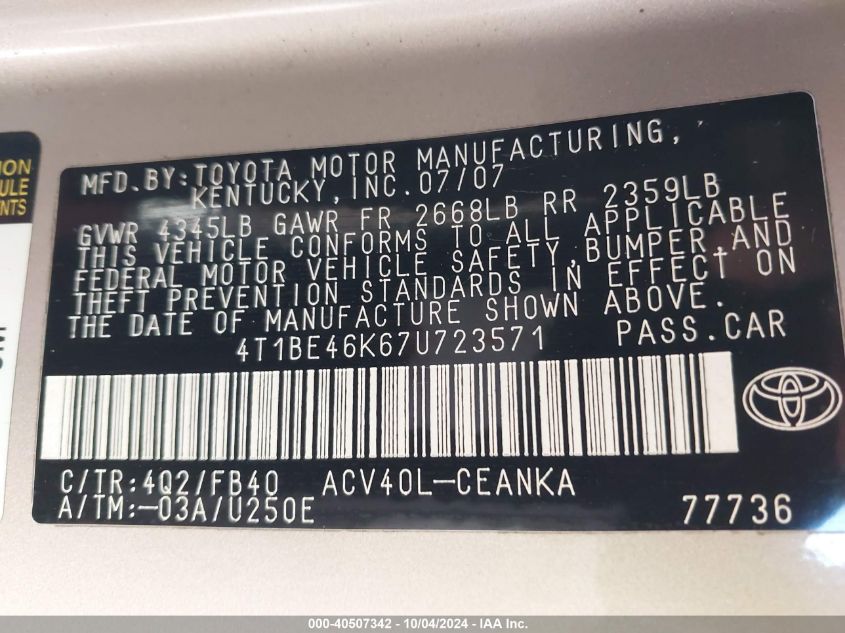 ION
ULE
NTS
MFD. BY: TOYOTA MOTOR MANUFACTURING,
KENTUCKY, INC. 07/07
GVWR 4345LB GAWR FR 2668LB RR 2359LB
THIS VEHICLE CONFORMS TO ALL APPLICABLE
FEDERAL MOTOR VEHICLE SAFETY, BUMPER, AND
THEFT PREVENTION STANDARDS IN EFFECT ON
THE DATE OF MANUFACTURE SHOWN ABOVE.
4T1BE46K67U723571 PASS. CAR
C/TR: 4Q2/FB40 ACV40L-CEANKA
A/TM: -03A/U250E 77736
000-40507342 - 10/04/2024 - IAA Inc.